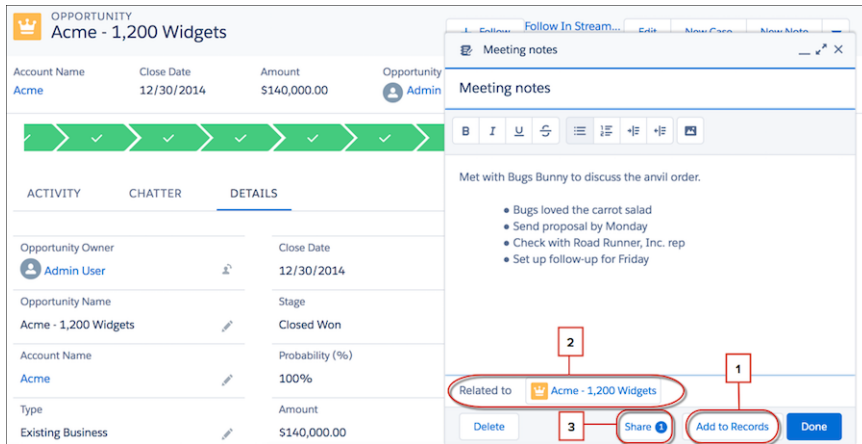 OPPORTUNITY
Acme - 1,200 Widgets
Follow
Follow In Stream...
Edit
New Case
New Note
Account Name
Close Date
Amount
Opportunity
Acme
12/30/2014
$140,000.00
Admin
ACTIVITY
CHATTER
DETAILS
Opportunity Owner
Admin User
Close Date
12/30/2014
Opportunity Name
Acme - 1,200 Widgets
Stage
Closed Won
Account Name
Acme
Probability (%)
100%
Type
Existing Business
Amount
$140,000.00
Meeting notes
Meeting notes
B I U S
Met with Bugs Bunny to discuss the anvil order.
• Bugs loved the carrot salad
• Send proposal by Monday
• Check with Road Runner, Inc. rep
• Set up follow-up for Friday
2
1
Related to Acme - 1,200 Widgets
Delete
3
Share 1
Add to Records
Done